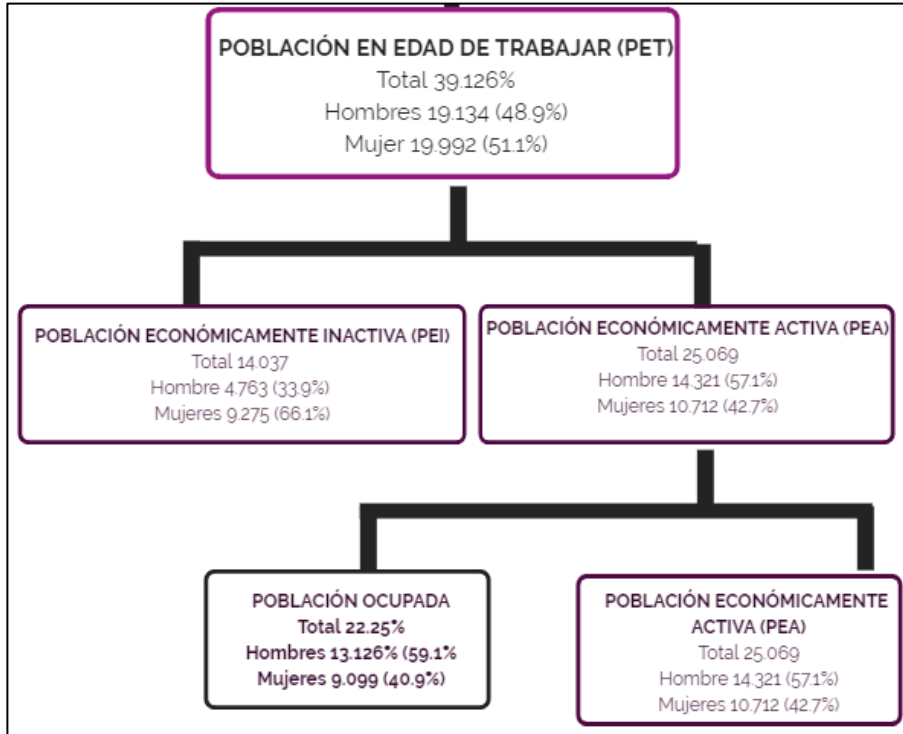 POBLACIÓN EN EDAD DE TRABAJAR (PET)
Total 39.126%
Hombres 19.134 (48.9%)
Mujer 19.992 (51.1%)
POBLACIÓN ECONÓMICAMENTE INACTIVA (PEI)
Total 14.037
Hombre 4.763 (33.9%)
Mujeres 9.275 (66.1%)
POBLACIÓN ECONÓMICAMENTE ACTIVA (PEA)
Total 25.069
Hombre 14.321 (57.1%)
Mujeres 10.712 (42.7%)
POBLACIÓN OCUPADA
Total 22.25%
Hombres 13.126% (59.1%
Mujeres 9.099 (40.9%)
POBLACIÓN ECONÓMICAMENTE
ACTIVA (PEA)
Total 25.069
Hombre 14.321 (57.1%)
Mujeres 10.712 (42.7%)